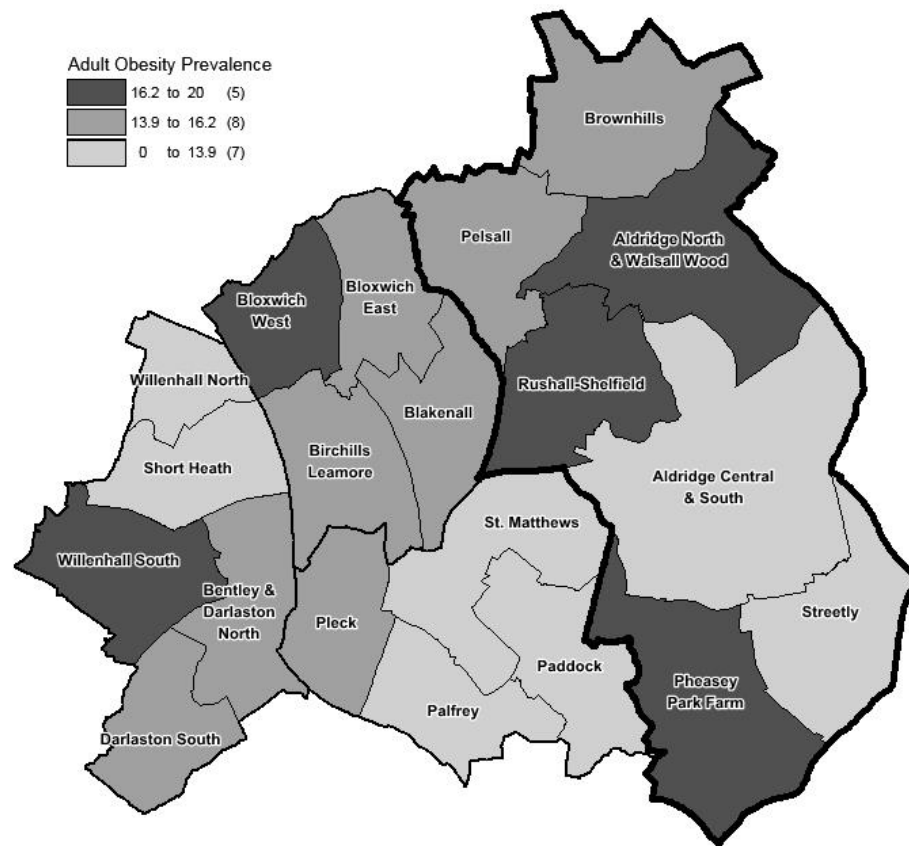 Adult Obesity Prevalence
16.2 to 20 (5)
13.9 to 16.2 (8)
0 to 13.9 (7)
Brownhills
Pelsall
Aldridge North
& Walsall Wood
Bloxwich
West
Bloxwich
East
Willenhall North
Rushall-Shelfield
Blakenall
Birchills
Leamore
Short Heath
Aldridge Central
& South
St. Matthews
Willenhall South
Bentley &
Darlaston
North
Pleck
Streetly
Paddock
Pheasey
Park Farm
Palfrey
Darlaston South